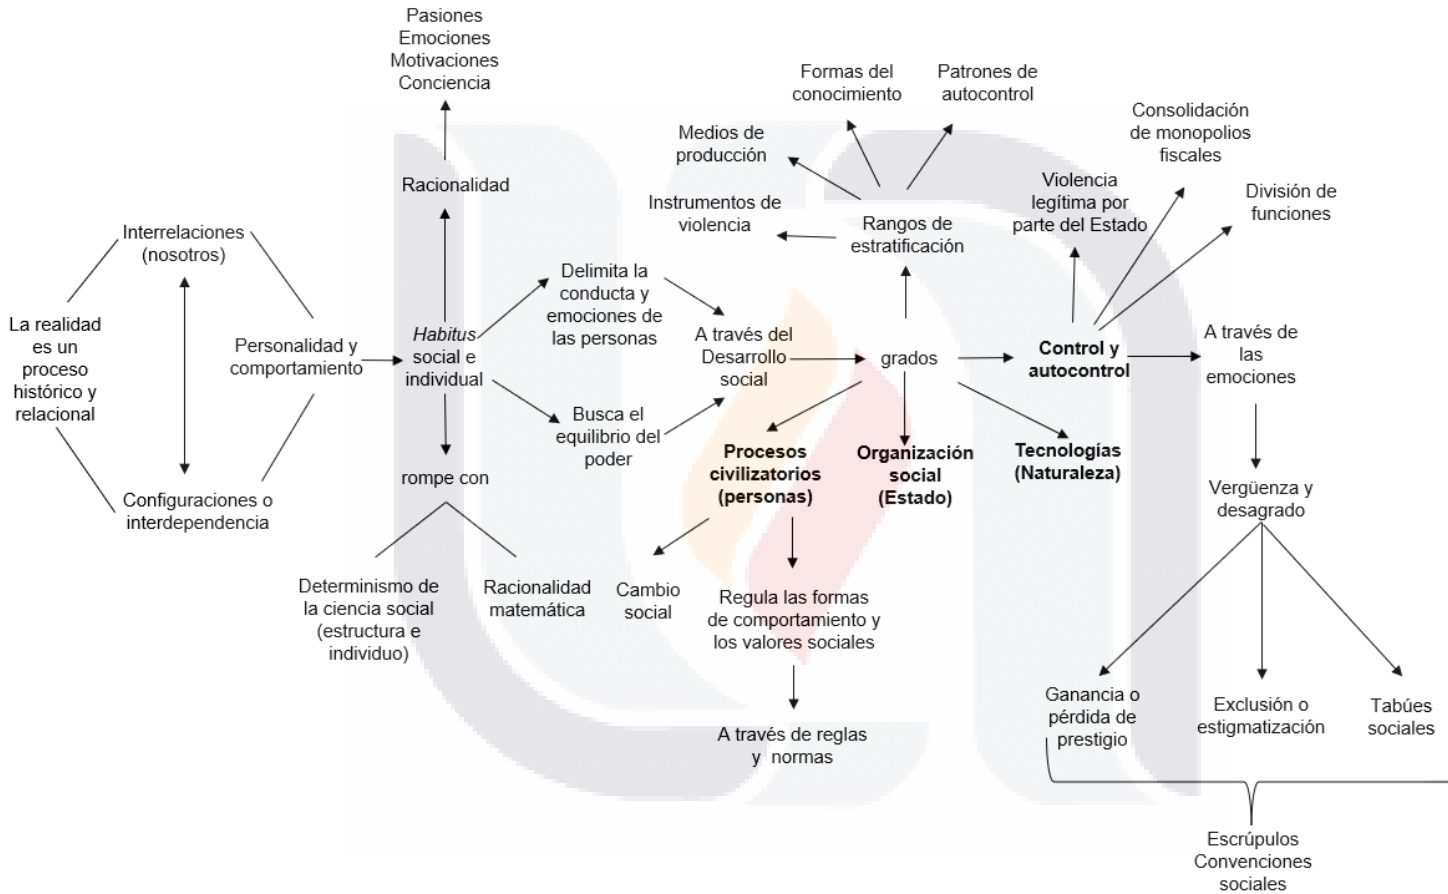 Pasiones
Emociones
Motivaciones
Conciencia
Racionalidad
Interrelaciones
(nosotros)
La realidad
es un
proceso
histórico y
relacional
Personalidad y
comportamiento
Configuraciones o
interdependencia
Habitus
social e
individual
rompe con
Determinismo de
la ciencia social
(estructura e
individuo)
Racionalidad
matemática
Delimita la
conducta y
emociones de
las personas
Busca el
equilibrio del
poder
A través del
Desarrollo
social
grados
Rangos de
estratificación
Instrumentos de
violencia
Medios de
producción
Formas del
conocimiento
Patrones de
autocontrol
Procesos
civilizatorios
(personas)
Organización
social
(Estado)
Tecnologías
(Naturaleza)
Cambio
social
Regula las formas
de comportamiento y
los valores sociales
A través de reglas
y normas
Control y
autocontrol
Violencia
legítima por
parte del Estado
Consolidación
de monopolios
fiscales
División de
funciones
A través de
las
emociones
Vergüenza y
desagrado
Ganancia o
pérdida de
prestigio
Exclusión o
estigmatización
Tabúes
sociales
Escrúpulos
Convenciones
sociales